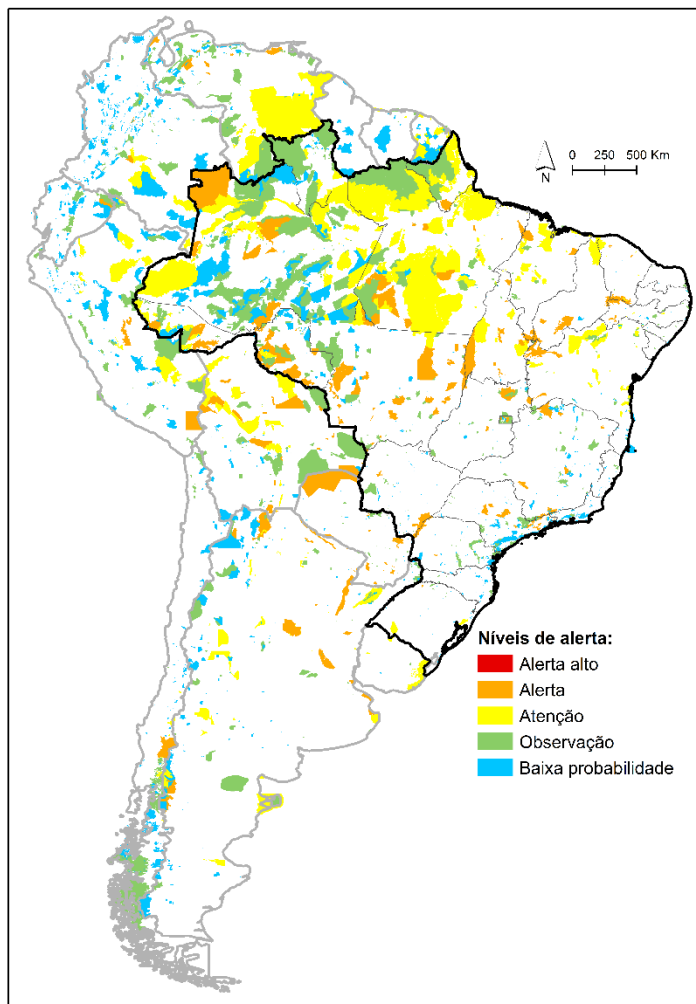 N
0 250 500 Km
Níveis de alerta:
Alerta alto
Alerta
Atenção
Observação
Baixa probabilidade